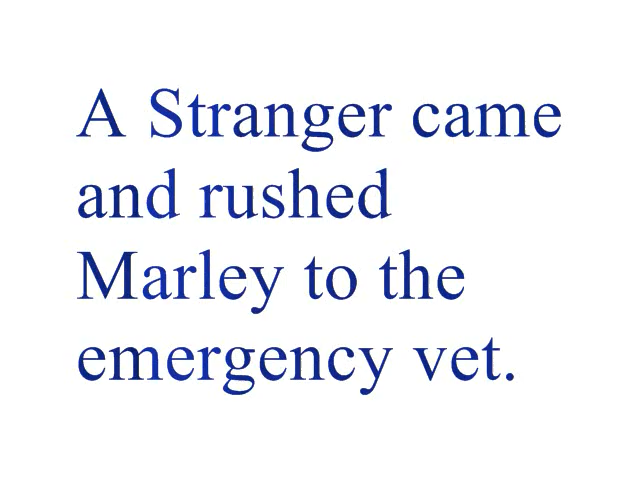 A Stranger came
and rushed
Marley to the
emergency vet.